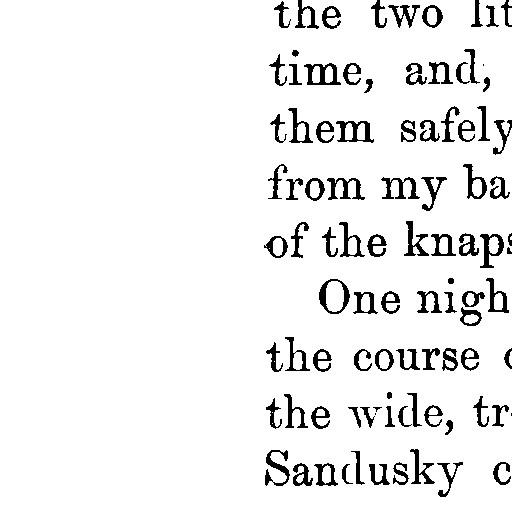 the two lit
time, and,
them safely
from my ba
of the knaps
One nigh
the course
the wide, tr
Sandusky c